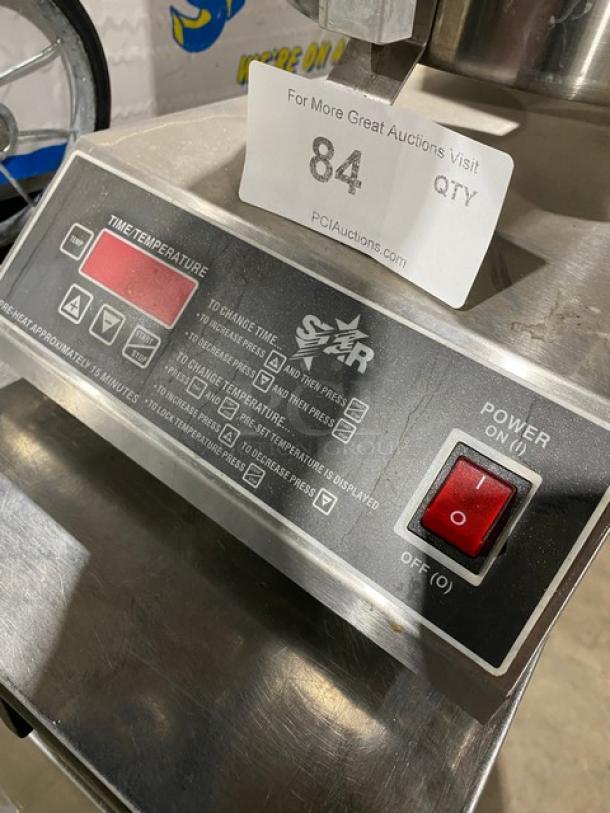 WE'RE ON A
For More Great Auctions Visit
84 QTY
PCIAuctions.com
TIME/TEMPERATURE
TEMP
START
STOP
PRE-HEAT APPROXIMATELY 15 MINUTES
STAR
TO CHANGE TIME...
•TO INCREASE PRESS AND THEN PRESS
•TO DECREASE PRESS AND THEN PRESS
TO CHANGE TEMPERATURE...
•PRESS AND PRE-SET TEMPERATURE IS DISPLAYED
•TO INCREASE PRESS TO DECREASE PRESS
•TO LOCK TEMPERATURE PRESS
POWER
ON (I)
I
O
OFF (O)